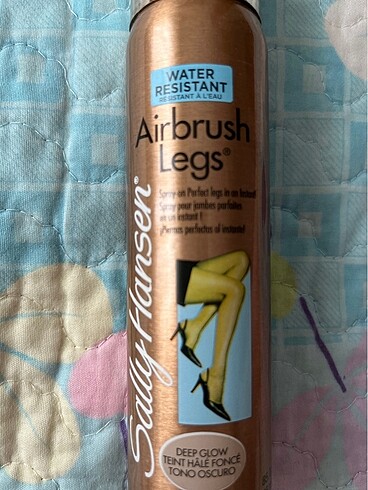 WATER
RESISTANT
RÉSISTANT À L'EAU
Airbrush
Legs®
Spray on Perfect legs in an Instant!
Spray pour jambes parfaites
en un instant !
¡Piernas perfectas al instante!
Sally Hansen®
DEEP GLOW
TEINT HÂLÉ FONCÉ
TONO OSCURO